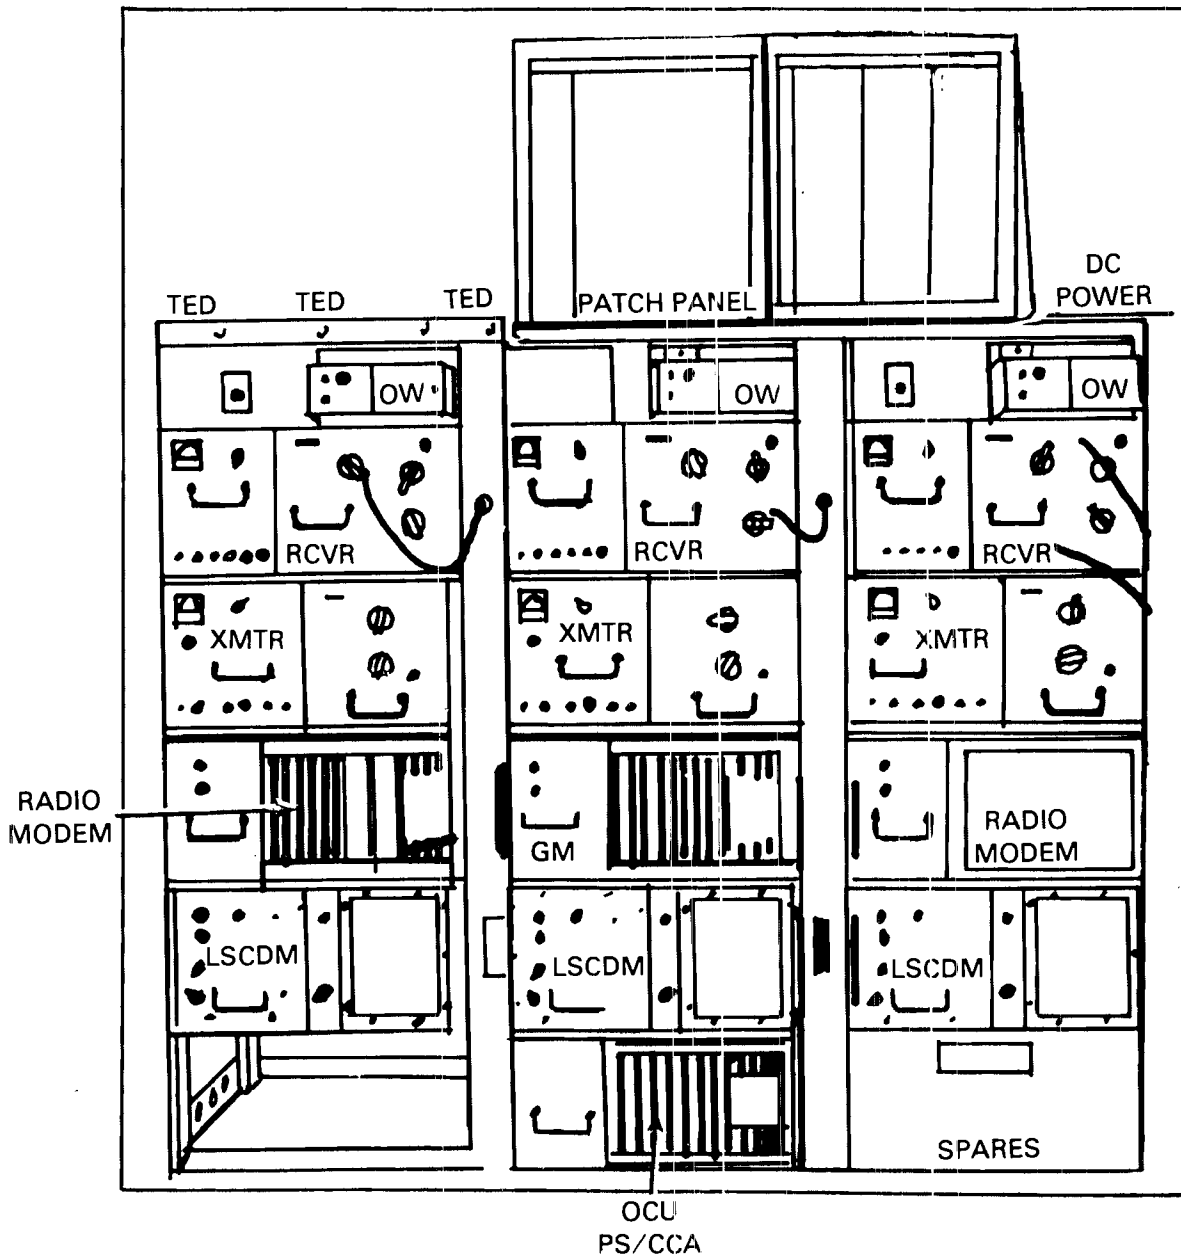 DC
POWER
TED
TED
TED
PATCH PANEL
OW
OW
OW
RCVR
RCVR
RCVR
XMTR
XMTR
XMTR
RADIO
MODEM
GM
RADIO
MODEM
LSCDM
LSCDM
LSCDM
SPARES
OCU
PS/CCA